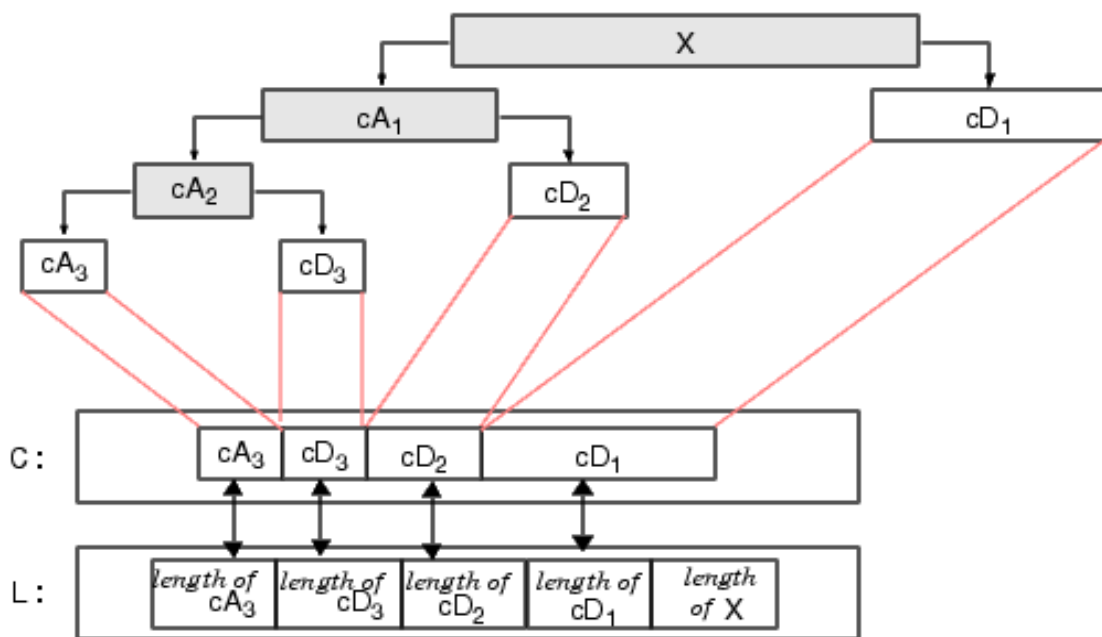 X
cA₁
cD₁
cA₂
cD₂
cA₃
cD₃
C: cA₃ cD₃ cD₂ cD₁
L: length of cA₃ length of cD₃ length of cD₂ length of cD₁ length of X